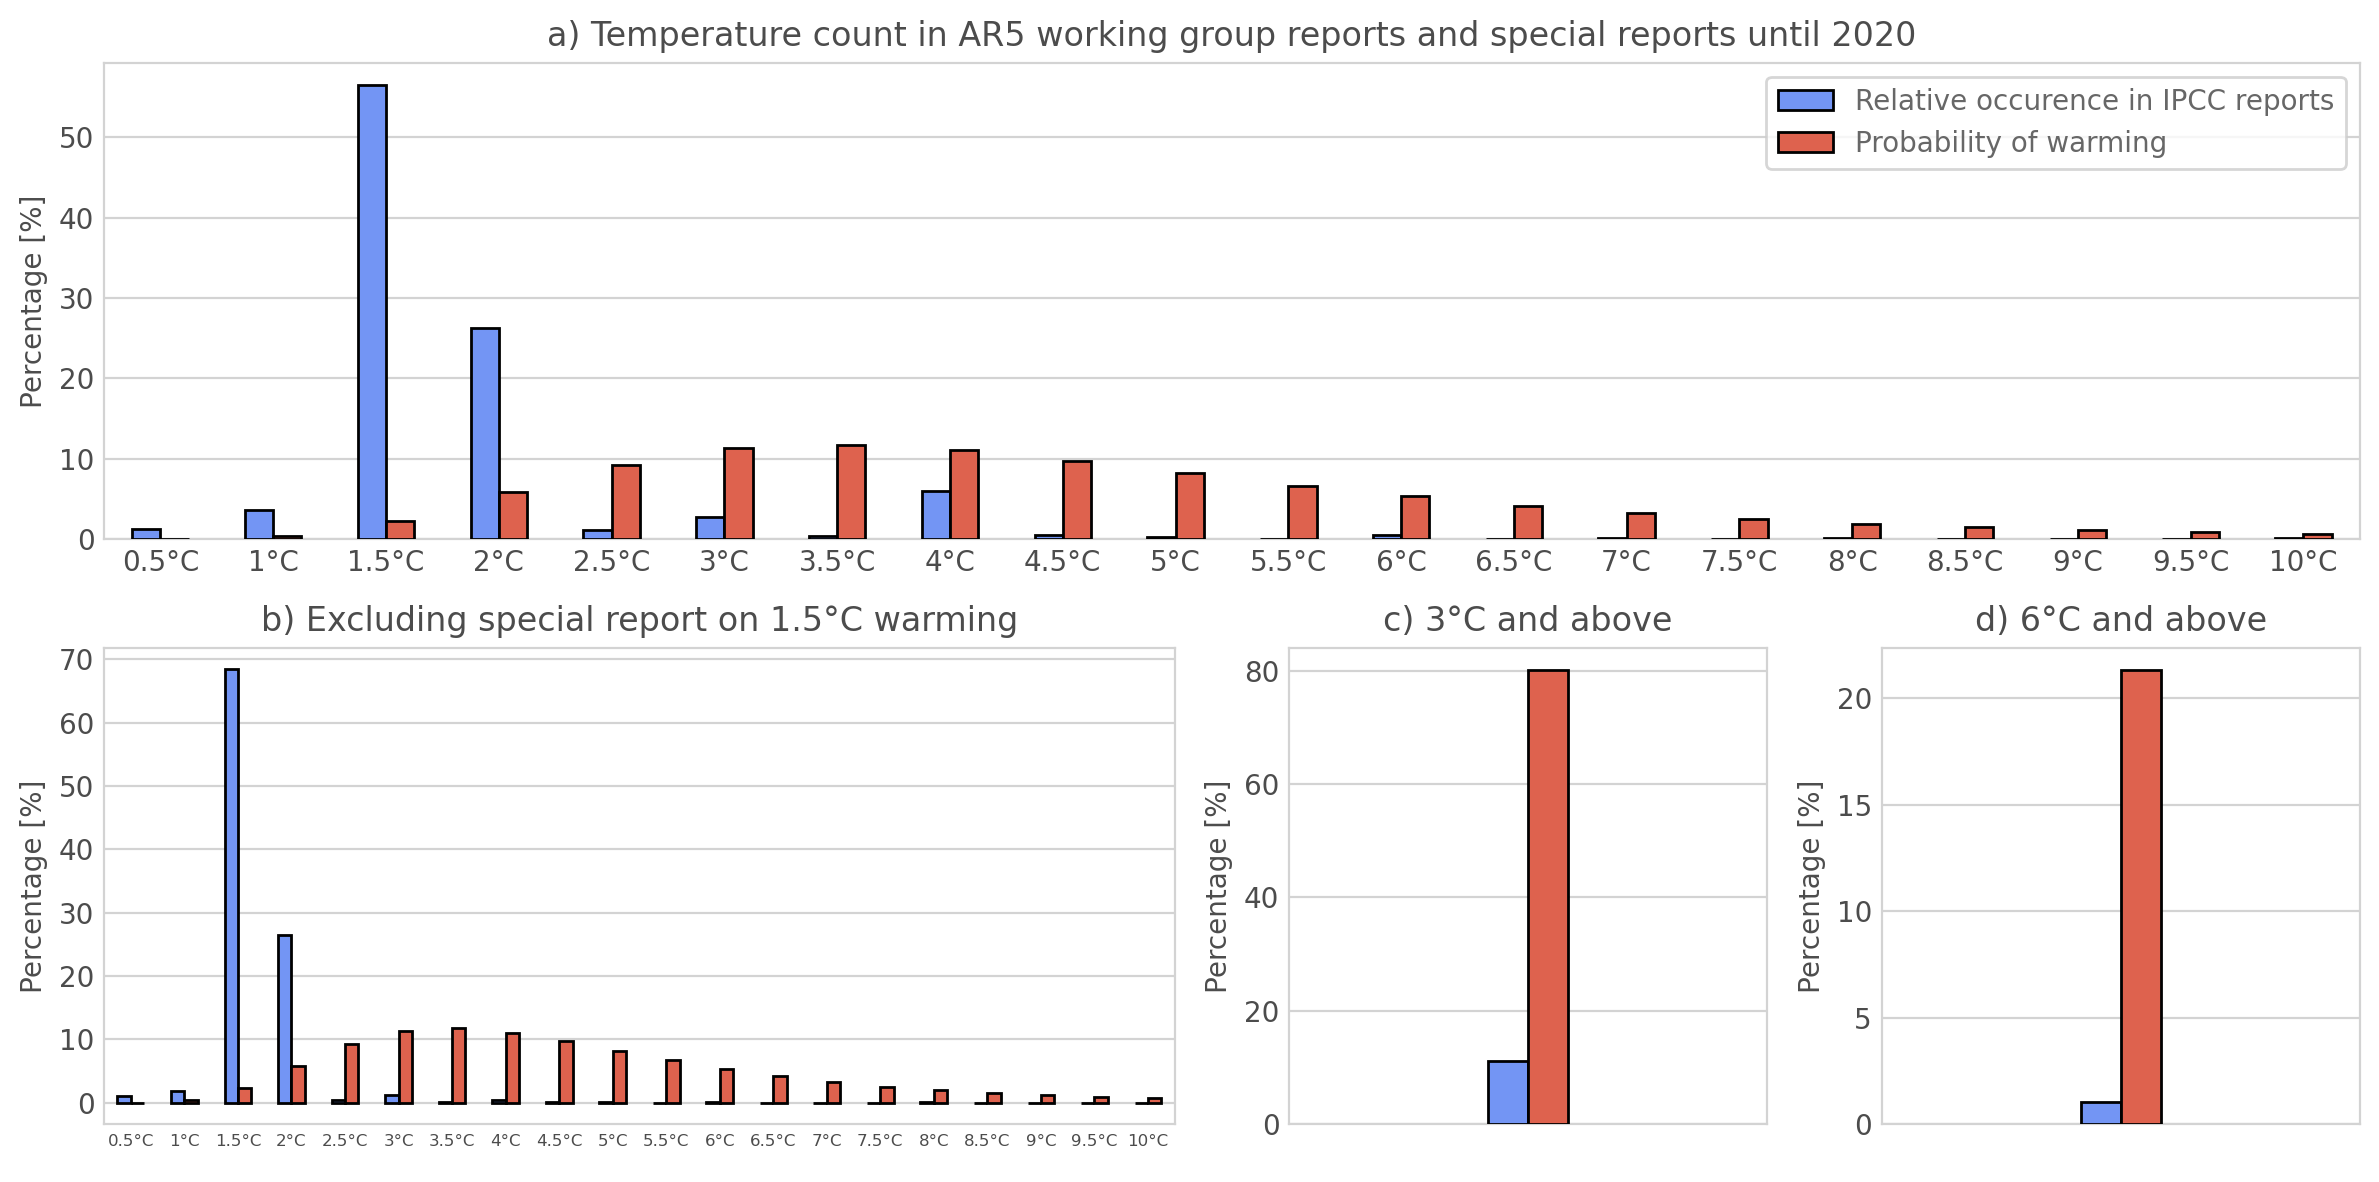 a) Temperature count in AR5 working group reports and special reports until 2020
Percentage [%]
50
40
30
20
10
0
Relative occurence in IPCC reports
Probability of warming
0.5°C 1°C 1.5°C 2°C 2.5°C 3°C 3.5°C 4°C 4.5°C 5°C 5.5°C 6°C 6.5°C 7°C 7.5°C 8°C 8.5°C 9°C 9.5°C 10°C
b) Excluding special report on 1.5°C warming
Percentage [%]
70
60
50
40
30
20
10
0
0.5°C 1°C 1.5°C 2°C 2.5°C 3°C 3.5°C 4°C 4.5°C 5°C 5.5°C 6°C 6.5°C 7°C 7.5°C 8°C 8.5°C 9°C 9.5°C 10°C
c) 3°C and above
Percentage [%]
80
60
40
20
0
d) 6°C and above
Percentage [%]
20
15
10
5
0